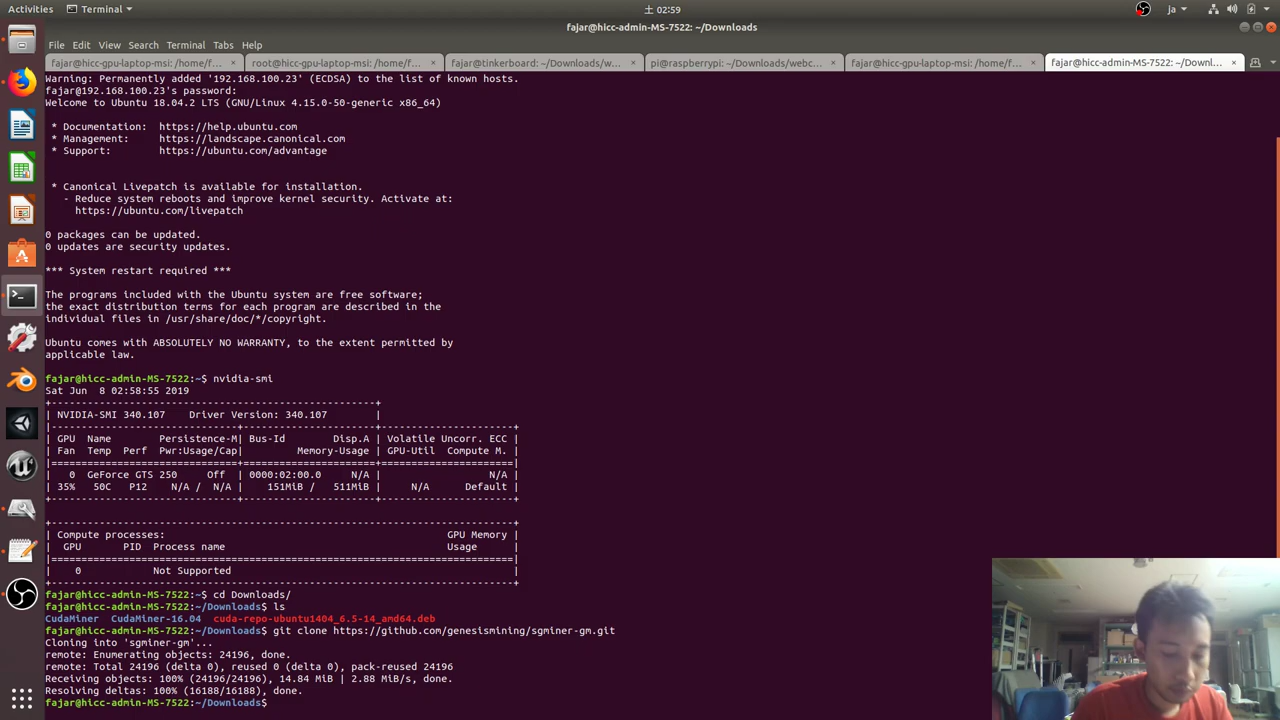 Activities
Terminal
土 02:59
ja
fajar@hicc-admin-MS-7522: ~/Downloads
File Edit View Search Terminal Tabs Help
fajar@hicc-gpu-laptop-msi: /home/f...
root@hicc-gpu-laptop-msi: /home/f...
fajar@tinkerboard: ~/Downloads/w...
pi@raspberrypi: ~/Downloads/webc...
fajar@hicc-gpu-laptop-msi: /home/f...
fajar@hicc-admin-MS-7522: ~/Downl...
Warning: Permanently added '192.168.100.23' (ECDSA) to the list of known hosts.
fajar@192.168.100.23's password:
Welcome to Ubuntu 18.04.2 LTS (GNU/Linux 4.15.0-50-generic x86_64)
* Documentation:  https://help.ubuntu.com
* Management:     https://landscape.canonical.com
* Support:        https://ubuntu.com/advantage
* Canonical Livepatch is available for installation.
- Reduce system reboots and improve kernel security. Activate at:
https://ubuntu.com/livepatch
0 packages can be updated.
0 updates are security updates.
*** System restart required ***
The programs included with the Ubuntu system are free software;
the exact distribution terms for each program are described in the
individual files in /usr/share/doc/*/copyright.
Ubuntu comes with ABSOLUTELY NO WARRANTY, to the extent permitted by
applicable law.
fajar@hicc-admin-MS-7522:~$ nvidia-smi
Sat Jun  8 02:58:55 2019
+------------------------------------------------------+
| NVIDIA-SMI 340.107    Driver Version: 340.107        |
|-------------------------------+----------------------+----------------------+
| GPU  Name        Persistence-M| Bus-Id        Disp.A | Volatile Uncorr. ECC |
| Fan  Temp  Perf  Pwr:Usage/Cap|         Memory-Usage | GPU-Util  Compute M. |
|===============================+======================+======================|
|   0  GeForce GTS 250     Off  | 0000:02:00.0     N/A |                  N/A |
| 35%   50C   P12    N/A /  N/A |    151MiB /   511MiB |     N/A      Default |
+-------------------------------+----------------------+----------------------+
+-----------------------------------------------------------------------------+
| Compute processes:                                               GPU Memory |
|  GPU       PID  Process name                                     Usage      |
|=============================================================================|
|    0            Not Supported                                               |
+-----------------------------------------------------------------------------+
fajar@hicc-admin-MS-7522:~$ cd Downloads/
fajar@hicc-admin-MS-7522:~/Downloads$ ls
CudaMiner  CudaMiner-16.04  cuda-repo-ubuntu1404_6.5-14_amd64.deb
fajar@hicc-admin-MS-7522:~/Downloads$ git clone https://github.com/genesismining/sgminer-gm.git
Cloning into 'sgminer-gm'...
remote: Enumerating objects: 24196, done.
remote: Total 24196 (delta 0), reused 0 (delta 0), pack-reused 24196
Receiving objects: 100% (24196/24196), 14.84 MiB | 2.88 MiB/s, done.
Resolving deltas: 100% (16188/16188), done.
fajar@hicc-admin-MS-7522:~/Downloads$